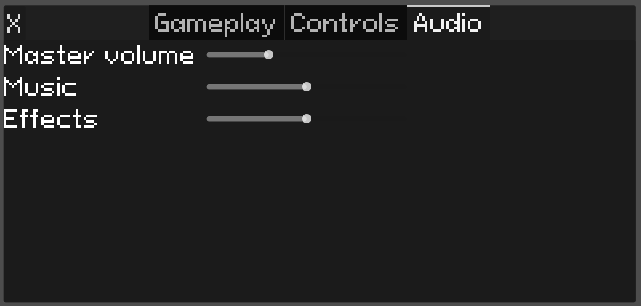 X Gameplay Controls Audio
Master volume
Music
Effects